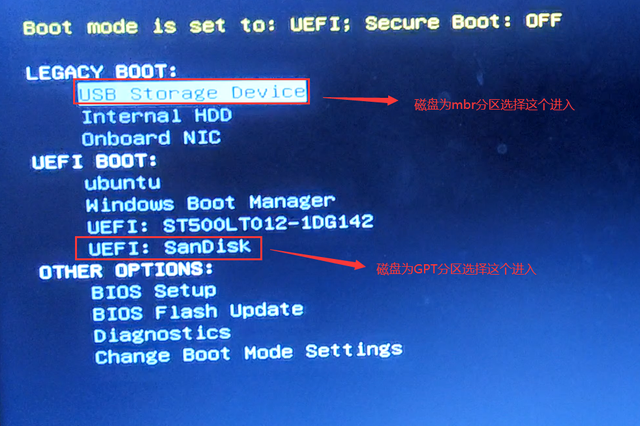 Boot mode is set to: UEFI; Secure Boot: OFF
LEGACY BOOT:
USB Storage Device
磁盘为mbr分区选择这个进入
Internal HDD
Onboard NIC
UEFI BOOT:
ubuntu
Windows Boot Manager
UEFI: ST500LT012-1DG142
UEFI: SanDisk
磁盘为GPT分区选择这个进入
OTHER OPTIONS:
BIOS Setup
BIOS Flash Update
Diagnostics
Change Boot Mode Settings